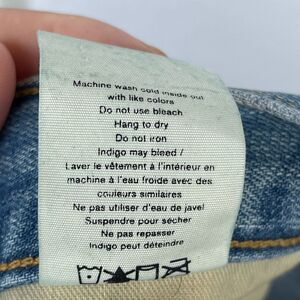 Machine wash cold inside out
with like colors
Do not use bleach
Hang to dry
Do not iron
Indigo may bleed /
Laver le vêtement à l'intérieur en
machine à l'eau froide avec des
couleurs similaires
Ne pas utiliser d'eau de javel
Suspendre pour sécher
Ne pas repasser
Indigo peut déteindre